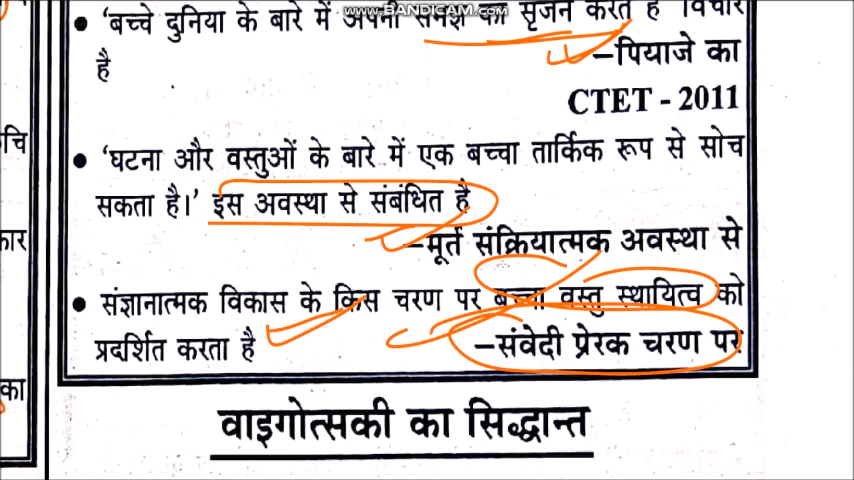 www.BANDICAM.com
• 'बच्चे दुनिया के बारे में अपनी समझ का सृजन करते हैं' विचार
–पियाजे का
है
CTET - 2011
• 'घटना और वस्तुओं के बारे में एक बच्चा तार्किक रूप से सोच
सकता है।' इस अवस्था से संबंधित है
–मूर्त संक्रियात्मक अवस्था से
• संज्ञानात्मक विकास के किस चरण पर बच्चा वस्तु स्थायित्व को
प्रदर्शित करता है –संवेदी प्रेरक चरण पर
वाइगोत्सकी का सिद्धान्त